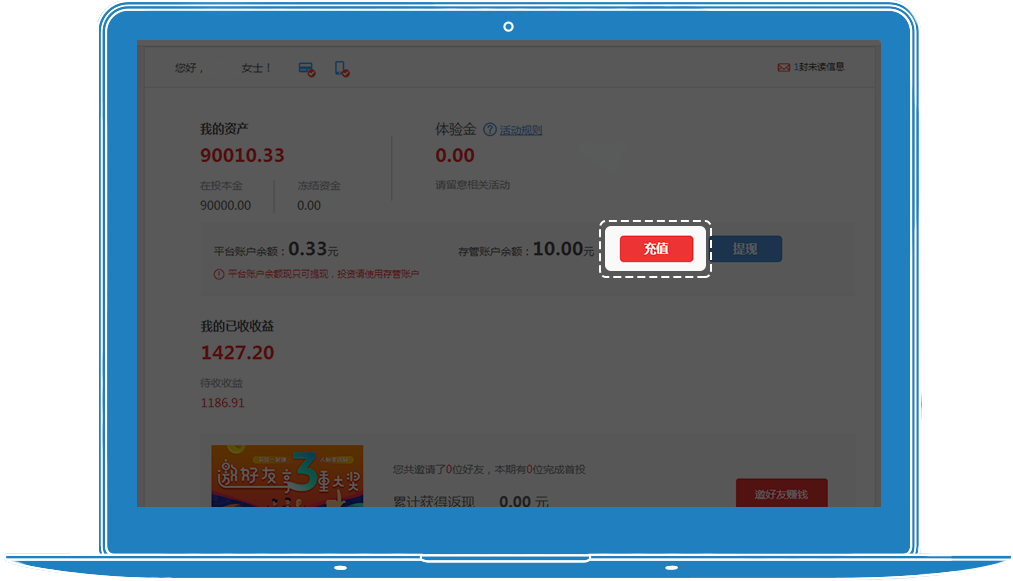 您好， 女士！ 1封未读信息
我的资产 体验金 ? 活动规则
90010.33 0.00
在投本金 冻结资金 请留意相关活动
90000.00 0.00
平台账户余额：0.33元 存管账户余额：10.00元 充值 提现
平台账户余额现只可提现，投资请使用存管账户
我的已收收益
1427.20
待收收益
1186.91
邀好友享3重大奖 您共邀请了0位好友，本期有0位完成首投
累计获得返现 0.00 元 邀好友赚钱